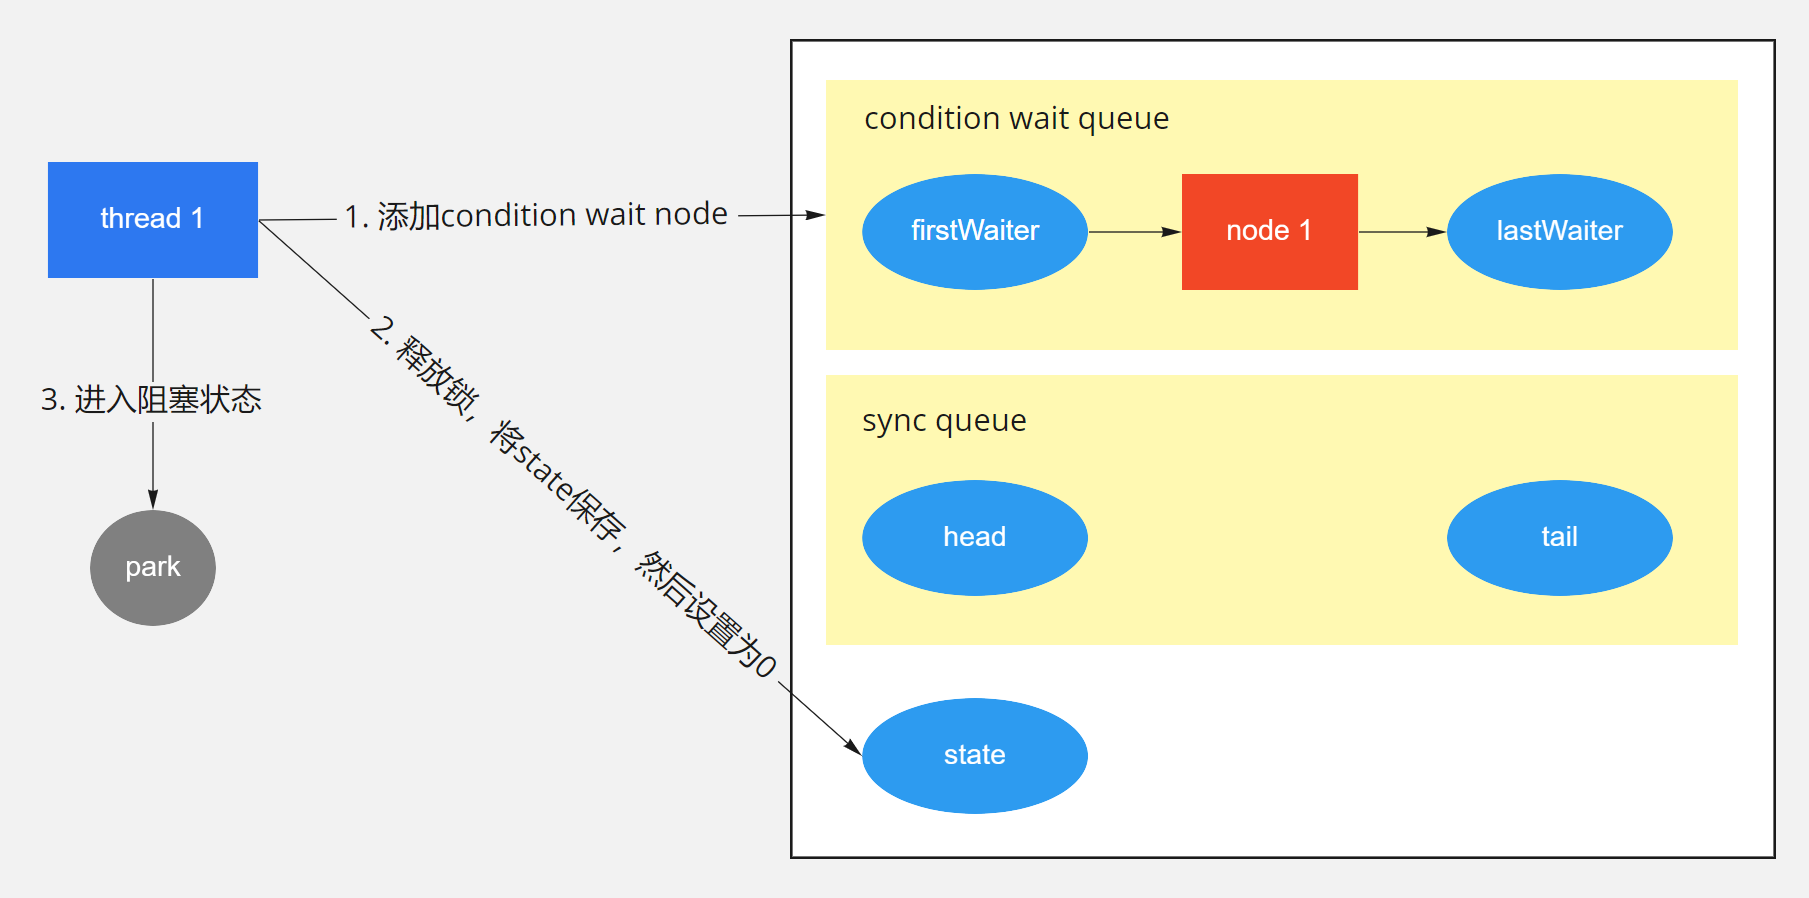 condition wait queue
thread 1
1. 添加condition wait node
firstWaiter
node 1
lastWaiter
2. 释放锁，将state保存，然后设置为0
3. 进入阻塞状态
sync queue
park
head
tail
state